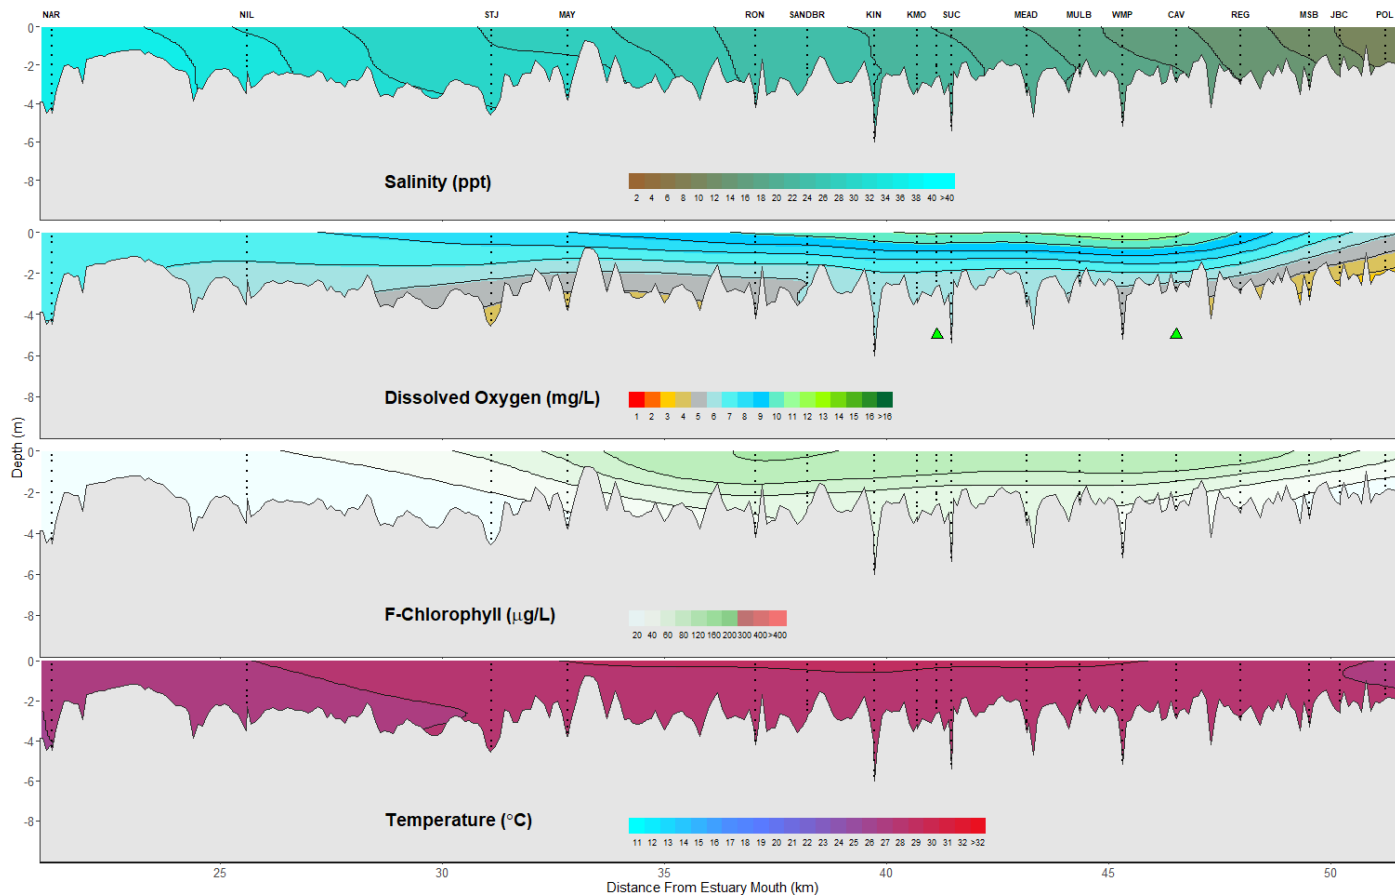 NAR NIL STJ MAY RON SANDBR KIN KMO SUC MEAD MULB WMP CAV REG MSB JBC POL
0
-2
-4
-6
-8
Salinity (ppt)
2 4 6 8 10 12 14 16 18 20 22 24 26 28 30 32 34 36 38 40 >40
0
-2
-4
-6
-8
Dissolved Oxygen (mg/L)
1 2 3 4 5 6 7 8 9 10 11 12 13 14 15 16 >16
Depth (m)
0
-2
-4
-6
-8
F-Chlorophyll (μg/L)
20 40 60 80 120 160 200 300 400 >400
0
-2
-4
-6
-8
Temperature (°C)
11 12 13 14 15 16 17 18 19 20 21 22 23 24 25 26 27 28 29 30 31 32 >32
25 30 35 40 45 50
Distance From Estuary Mouth (km)